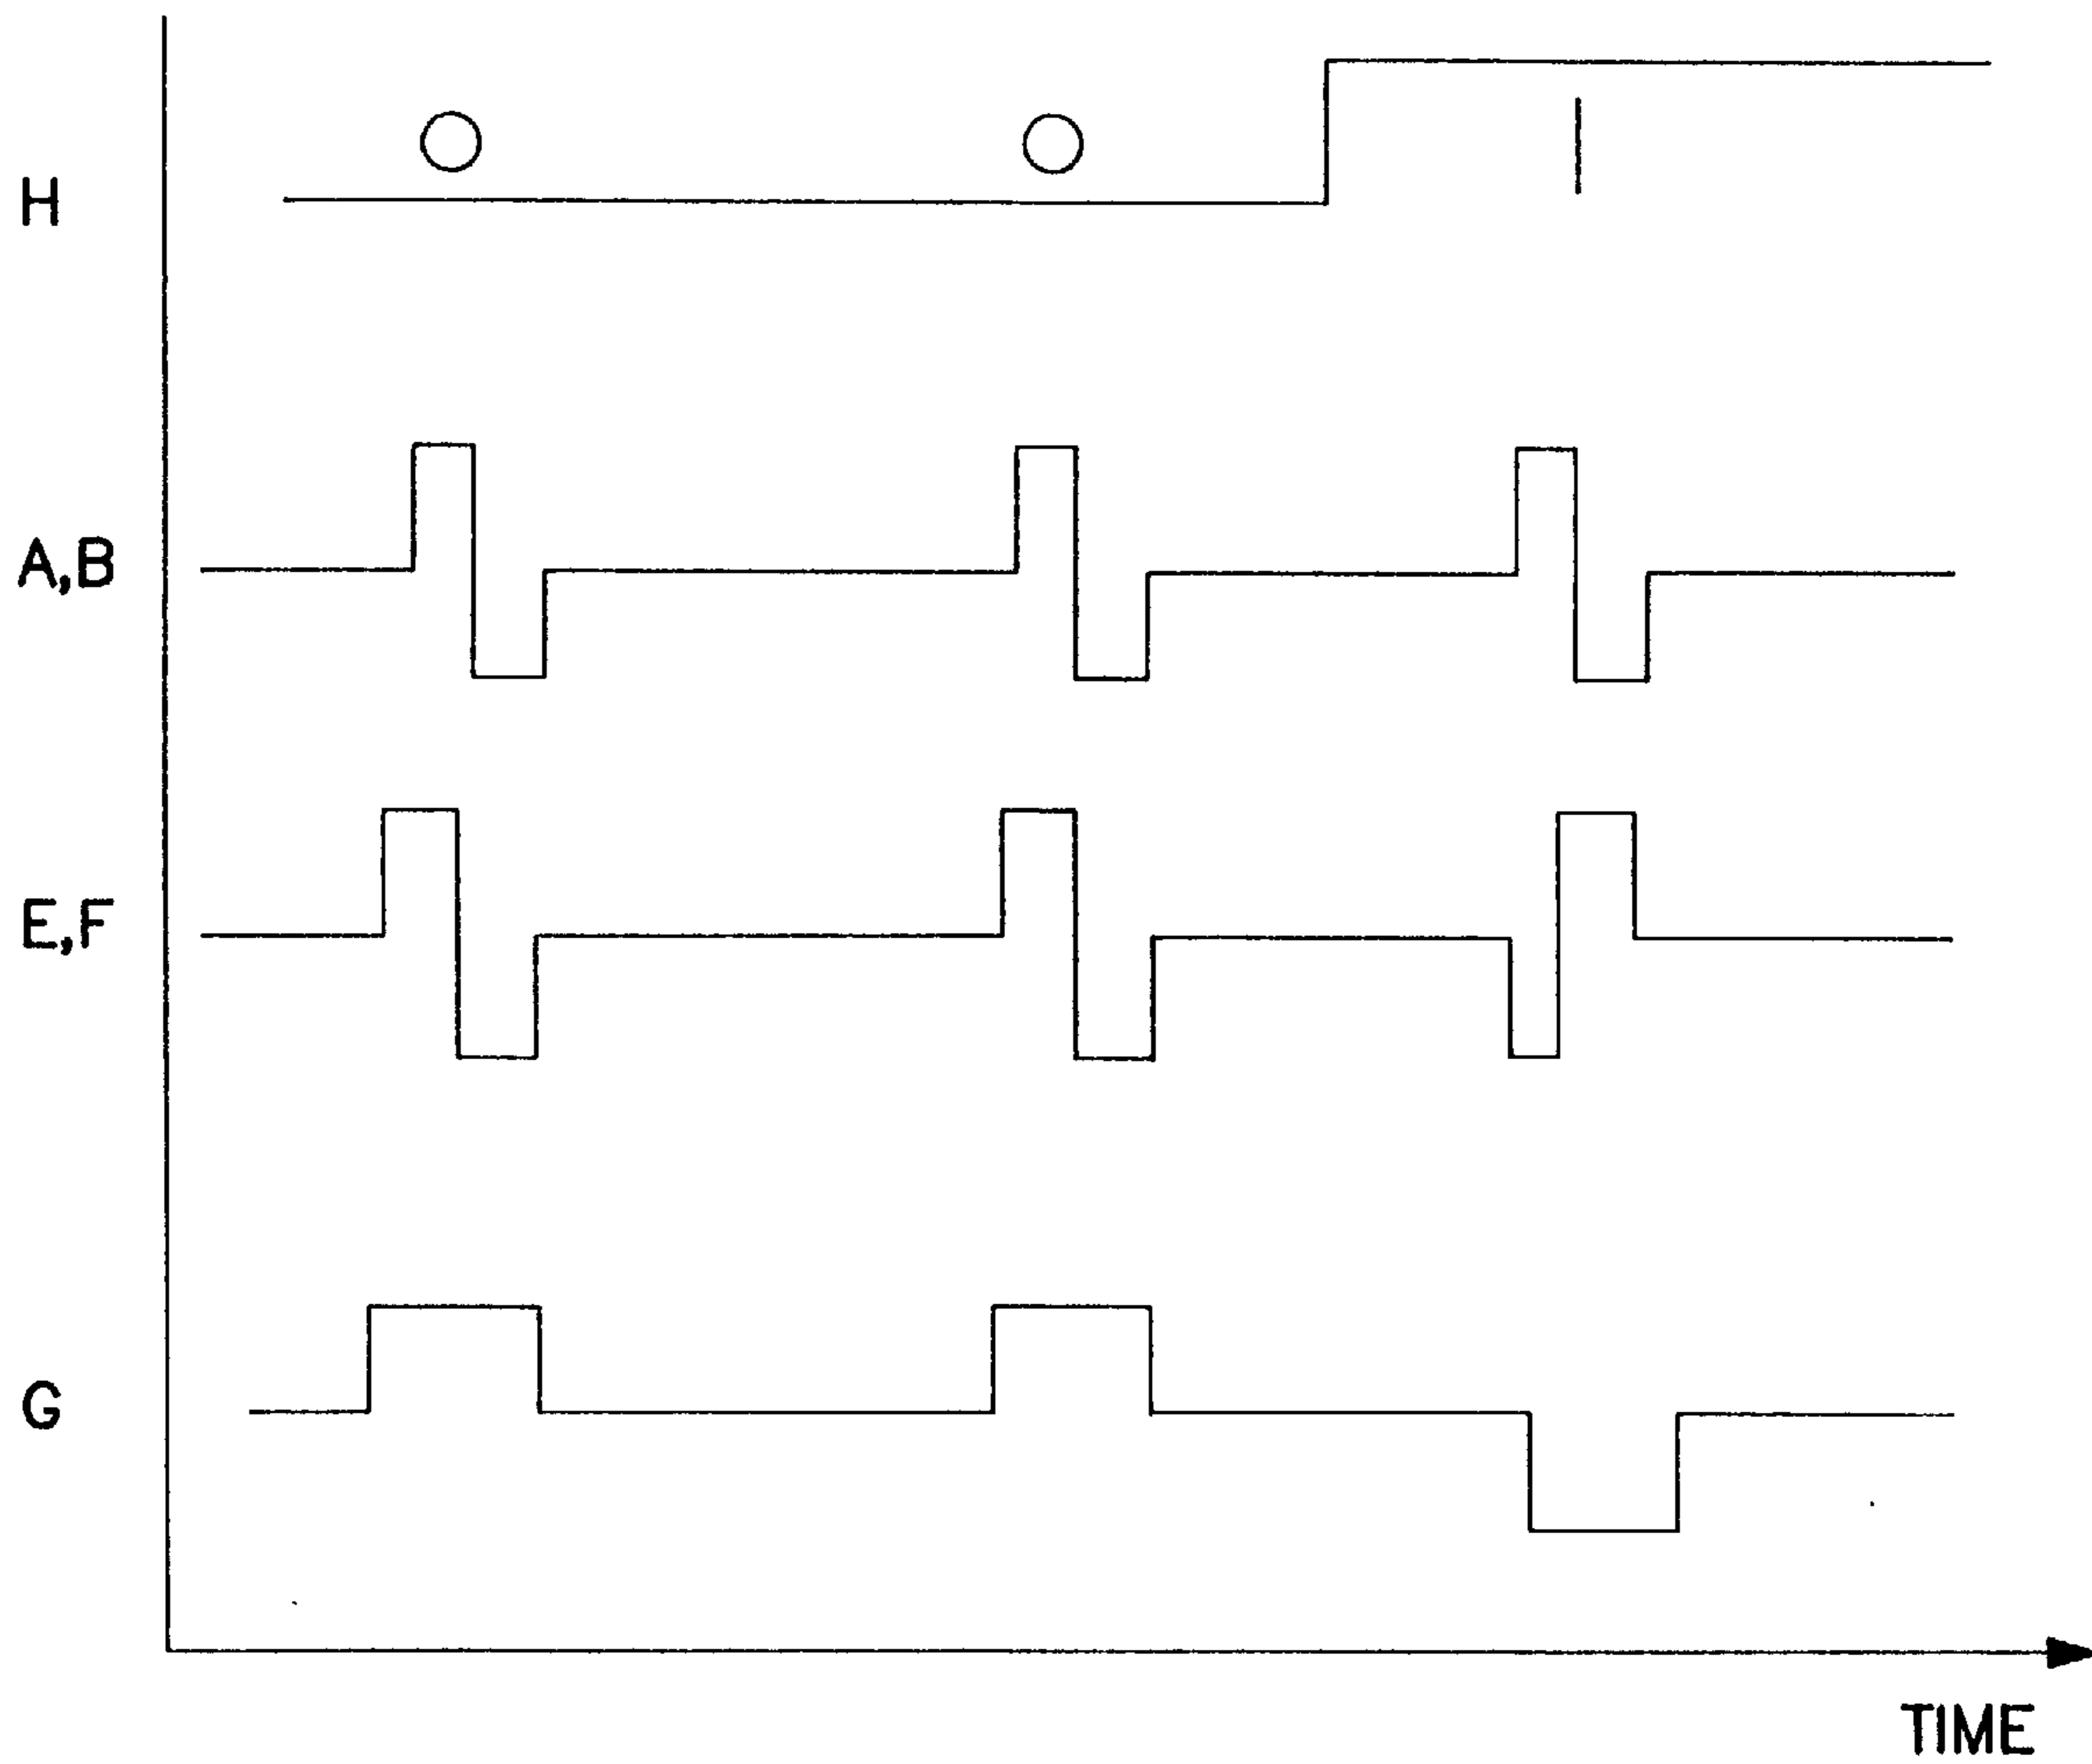 O O |
H
A,B
E,F
G
TIME